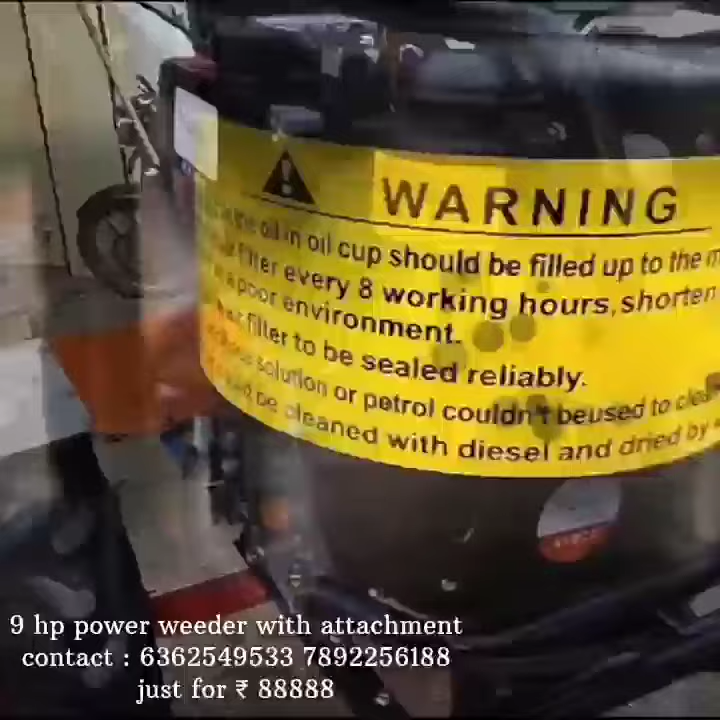 WARNING
the oil in oil cup should be filled up to the
filter every 8 working hours, shorten
poor environment.
filler to be sealed reliably.
solution or petrol couldn't beused to
be cleaned with diesel and dried by
9 hp power weeder with attachment
contact : 6362549533 7892256188
just for ₹ 88888